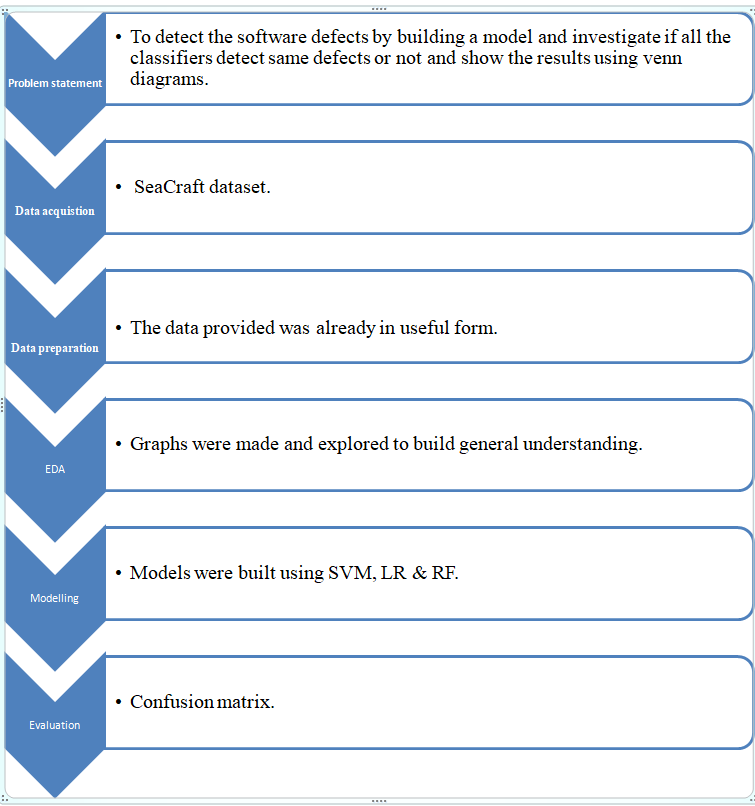 Problem statement
• To detect the software defects by building a model and investigate if all the
classifiers detect same defects or not and show the results using venn
diagrams.
Data acquistion
• SeaCraft dataset.
Data preparation
• The data provided was already in useful form.
EDA
• Graphs were made and explored to build general understanding.
Modelling
• Models were built using SVM, LR & RF.
Evaluation
• Confusion matrix.